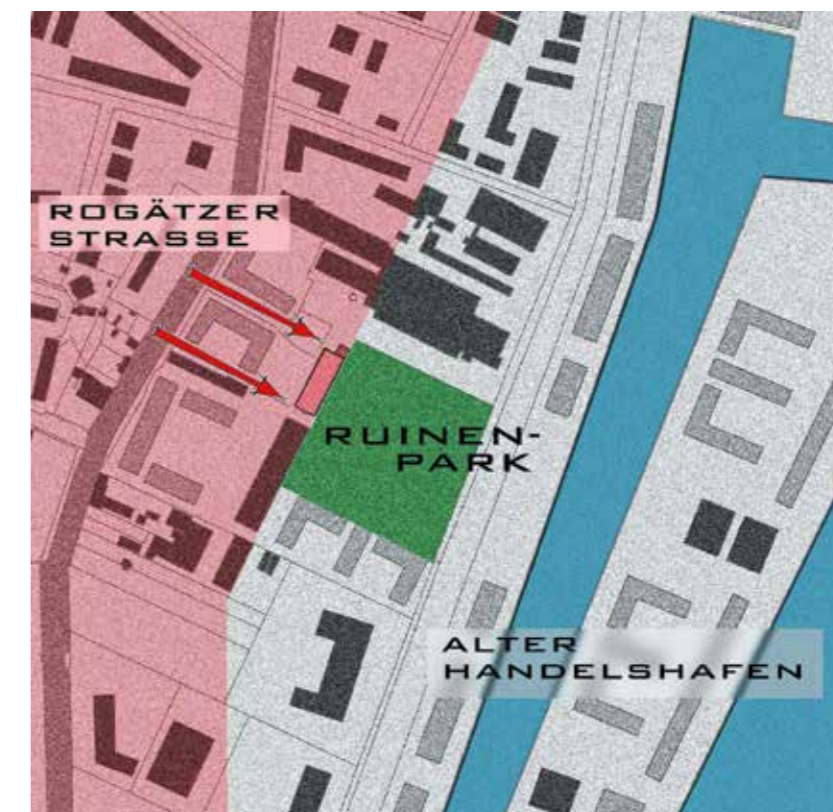 ROGÄTZER
STRASSE
RUINEN-
PARK
ALTER
HANDELSHAFEN